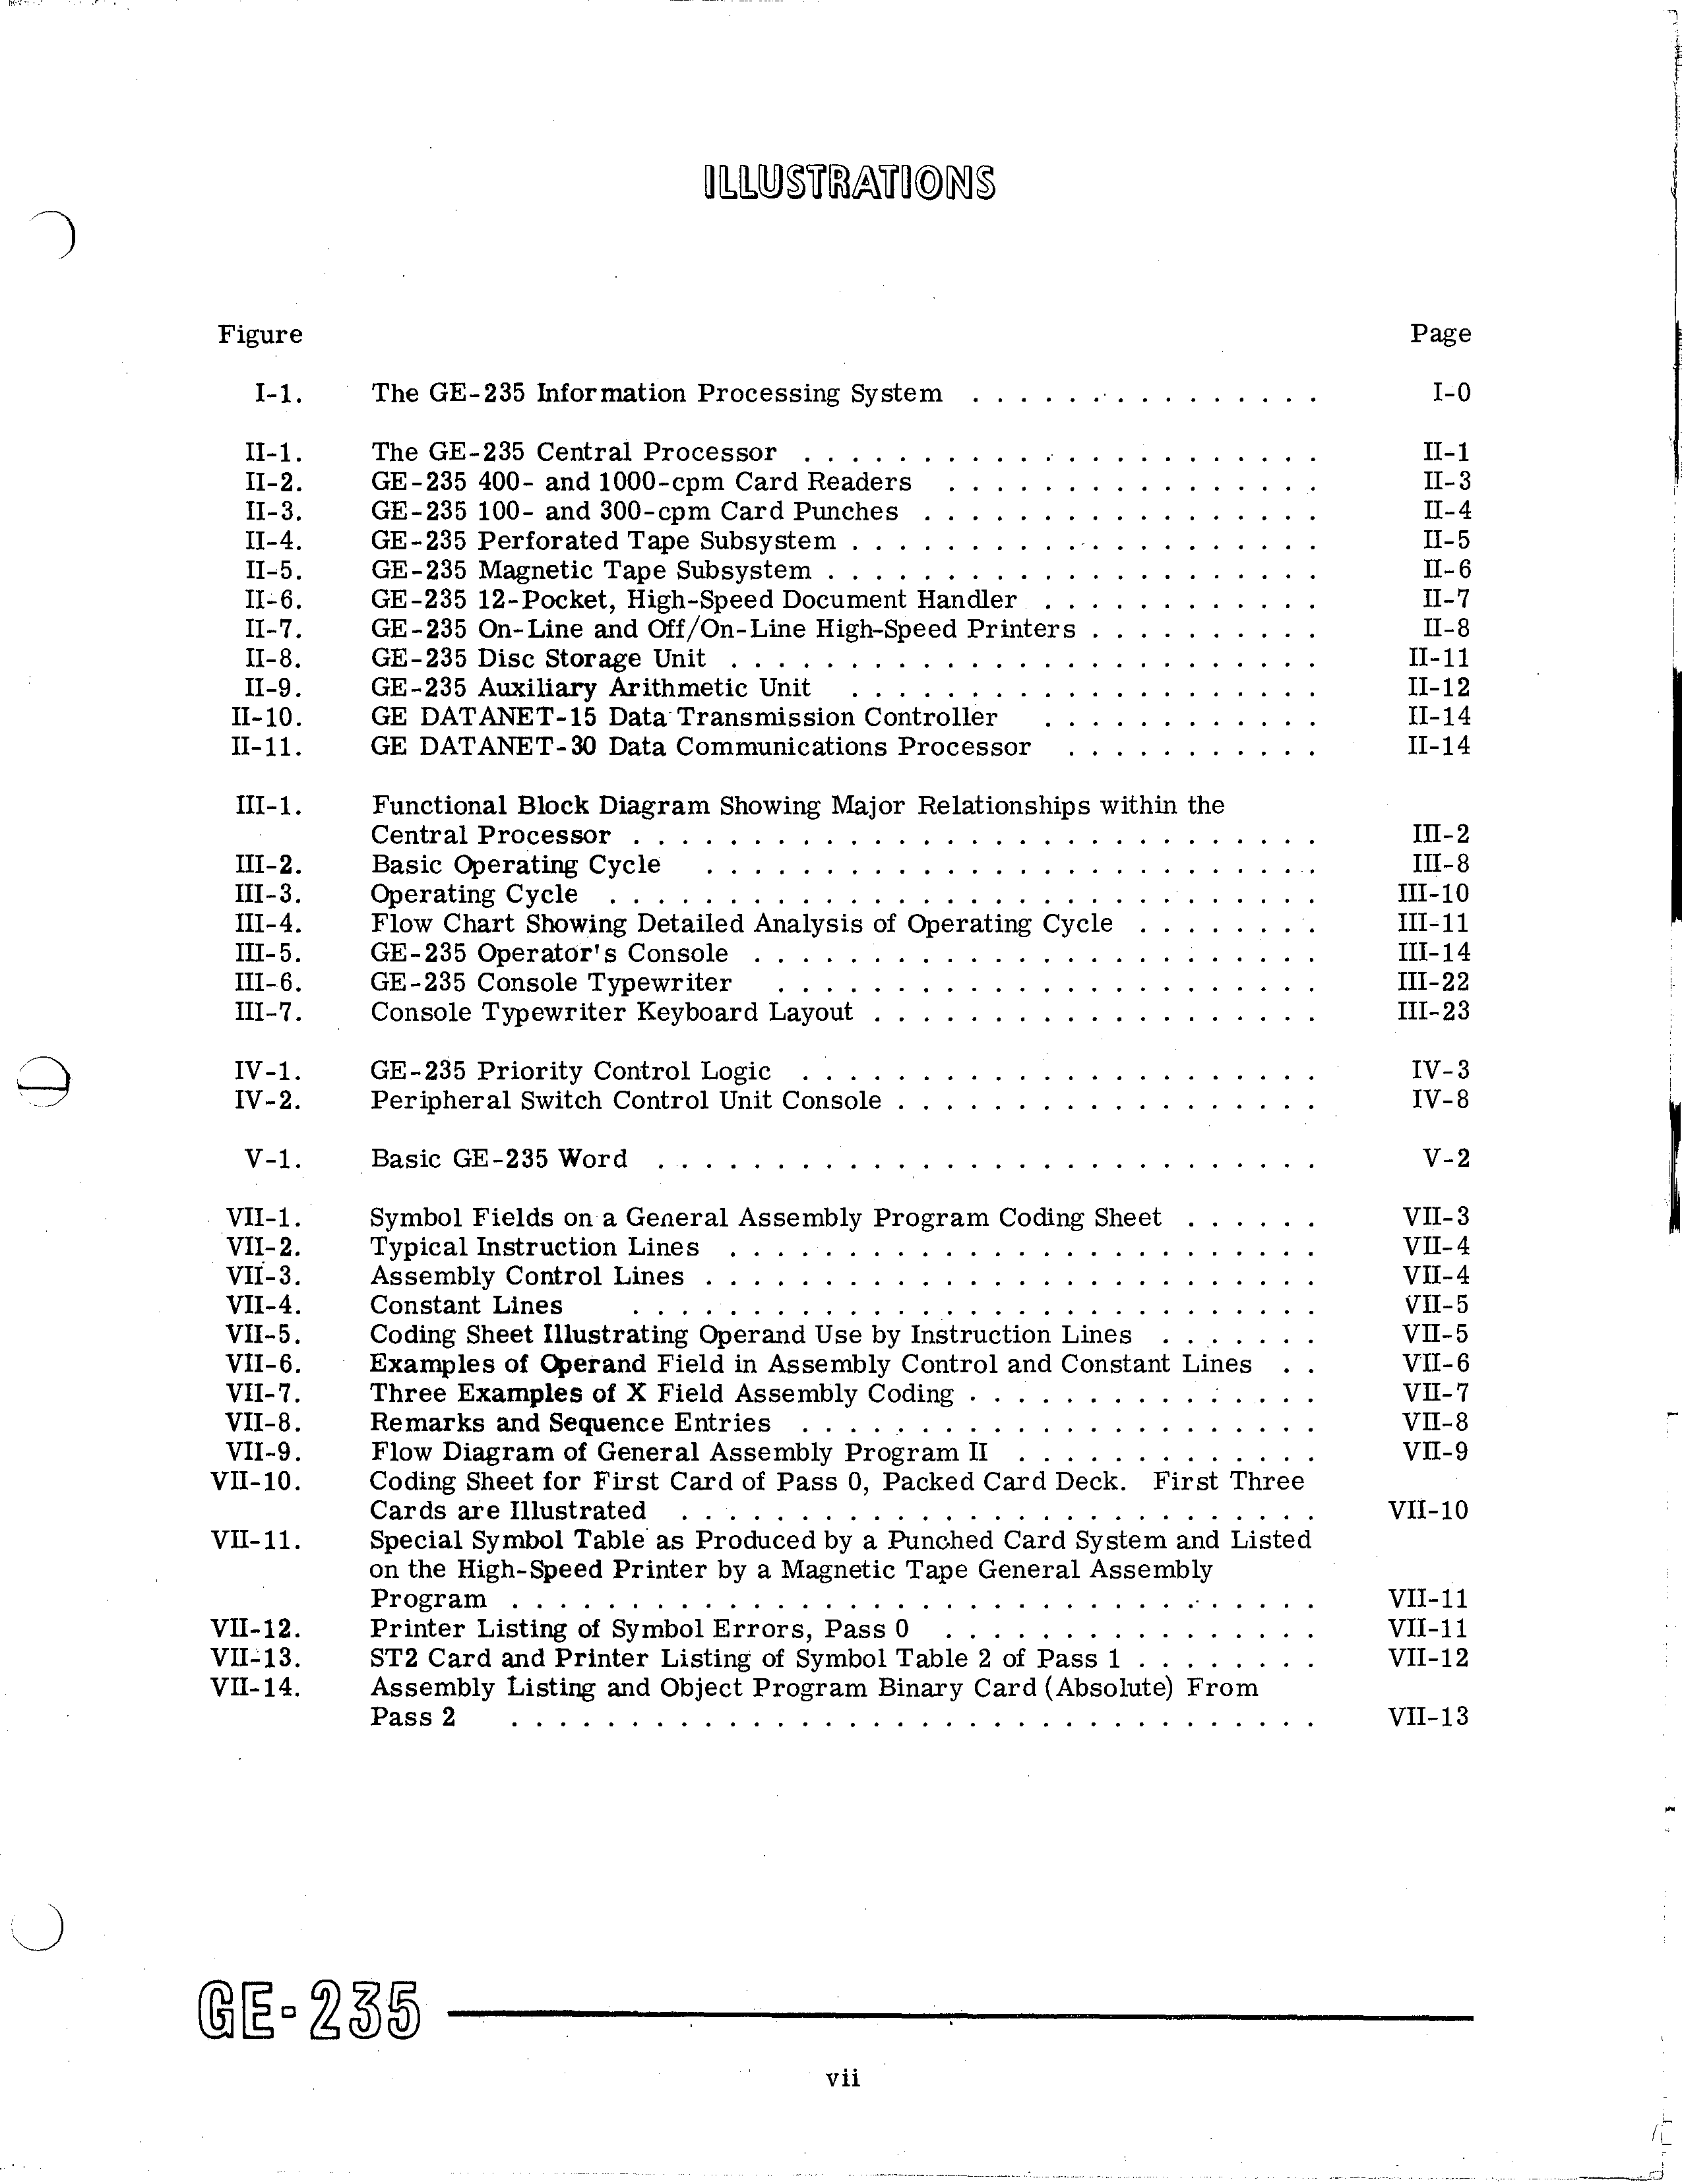 ILLUSTRATIONS
Figure Page
I-1. The GE-235 Information Processing System . . . . . . . . . . . . . . . I-0
II-1. The GE-235 Central Processor . . . . . . . . . . . . . . . . . . . . . . II-1
II-2. GE-235 400- and 1000-cpm Card Readers . . . . . . . . . . . . . . . . II-3
II-3. GE-235 100- and 300-cpm Card Punches . . . . . . . . . . . . . . . . . II-4
II-4. GE-235 Perforated Tape Subsystem . . . . . . . . . . . . . . . . . . . . II-5
II-5. GE-235 Magnetic Tape Subsystem . . . . . . . . . . . . . . . . . . . . . II-6
II-6. GE-235 12-Pocket, High-Speed Document Handler . . . . . . . . . . . . II-7
II-7. GE-235 On-Line and Off/On-Line High-Speed Printers . . . . . . . . . . II-8
II-8. GE-235 Disc Storage Unit . . . . . . . . . . . . . . . . . . . . . . . . . II-11
II-9. GE-235 Auxiliary Arithmetic Unit . . . . . . . . . . . . . . . . . . . . II-12
II-10. GE DATANET-15 Data Transmission Controller . . . . . . . . . . . . II-14
II-11. GE DATANET-30 Data Communications Processor . . . . . . . . . . . II-14
III-1. Functional Block Diagram Showing Major Relationships within the
Central Processor . . . . . . . . . . . . . . . . . . . . . . . . . . . . . III-2
III-2. Basic Operating Cycle . . . . . . . . . . . . . . . . . . . . . . . . . . III-8
III-3. Operating Cycle . . . . . . . . . . . . . . . . . . . . . . . . . . . . . . III-10
III-4. Flow Chart Showing Detailed Analysis of Operating Cycle . . . . . . . . III-11
III-5. GE-235 Operator's Console . . . . . . . . . . . . . . . . . . . . . . . . III-14
III-6. GE-235 Console Typewriter . . . . . . . . . . . . . . . . . . . . . . . III-22
III-7. Console Typewriter Keyboard Layout . . . . . . . . . . . . . . . . . . . III-23
IV-1. GE-235 Priority Control Logic . . . . . . . . . . . . . . . . . . . . . . IV-3
IV-2. Peripheral Switch Control Unit Console . . . . . . . . . . . . . . . . . . IV-8
V-1. Basic GE-235 Word . . . . . . . . . . . . . . . . . . . . . . . . . . . . V-2
VII-1. Symbol Fields on a General Assembly Program Coding Sheet . . . . . . VII-3
VII-2. Typical Instruction Lines . . . . . . . . . . . . . . . . . . . . . . . . . VII-4
VII-3. Assembly Control Lines . . . . . . . . . . . . . . . . . . . . . . . . . . VII-4
VII-4. Constant Lines . . . . . . . . . . . . . . . . . . . . . . . . . . . . . VII-5
VII-5. Coding Sheet Illustrating Operand Use by Instruction Lines . . . . . . . VII-5
VII-6. Examples of Operand Field in Assembly Control and Constant Lines . . VII-6
VII-7. Three Examples of X Field Assembly Coding . . . . . . . . . . . . . . . VII-7
VII-8. Remarks and Sequence Entries . . . . . . . . . . . . . . . . . . . . . . VII-8
VII-9. Flow Diagram of General Assembly Program II . . . . . . . . . . . . . VII-9
VII-10. Coding Sheet for First Card of Pass 0, Packed Card Deck. First Three
Cards are Illustrated . . . . . . . . . . . . . . . . . . . . . . . . . . . VII-10
VII-11. Special Symbol Table as Produced by a Punched Card System and Listed
on the High-Speed Printer by a Magnetic Tape General Assembly
Program . . . . . . . . . . . . . . . . . . . . . . . . . . . . . . . . . . VII-11
VII-12. Printer Listing of Symbol Errors, Pass 0 . . . . . . . . . . . . . . . . VII-11
VII-13. ST2 Card and Printer Listing of Symbol Table 2 of Pass 1 . . . . . . . . VII-12
VII-14. Assembly Listing and Object Program Binary Card (Absolute) From
Pass 2 . . . . . . . . . . . . . . . . . . . . . . . . . . . . . . . . . . VII-13
GE-235
vii